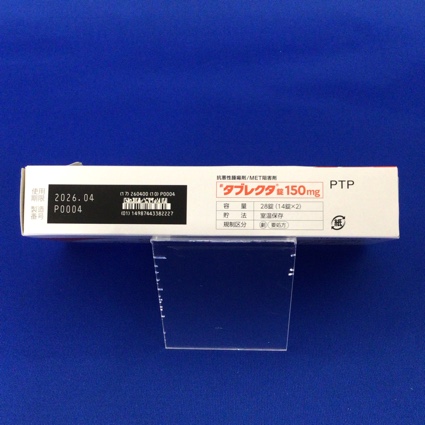 使用
期限
2026.04
製造
番号
P0004
(17) 260400 (10) P0004
(01) 14987443382227
抗悪性腫瘍剤/MET阻害剤
タブレクタ®錠150mg
PTP
容量 28錠(14錠×2)
貯法 室温保存
規制区分 劇 要処方
紙